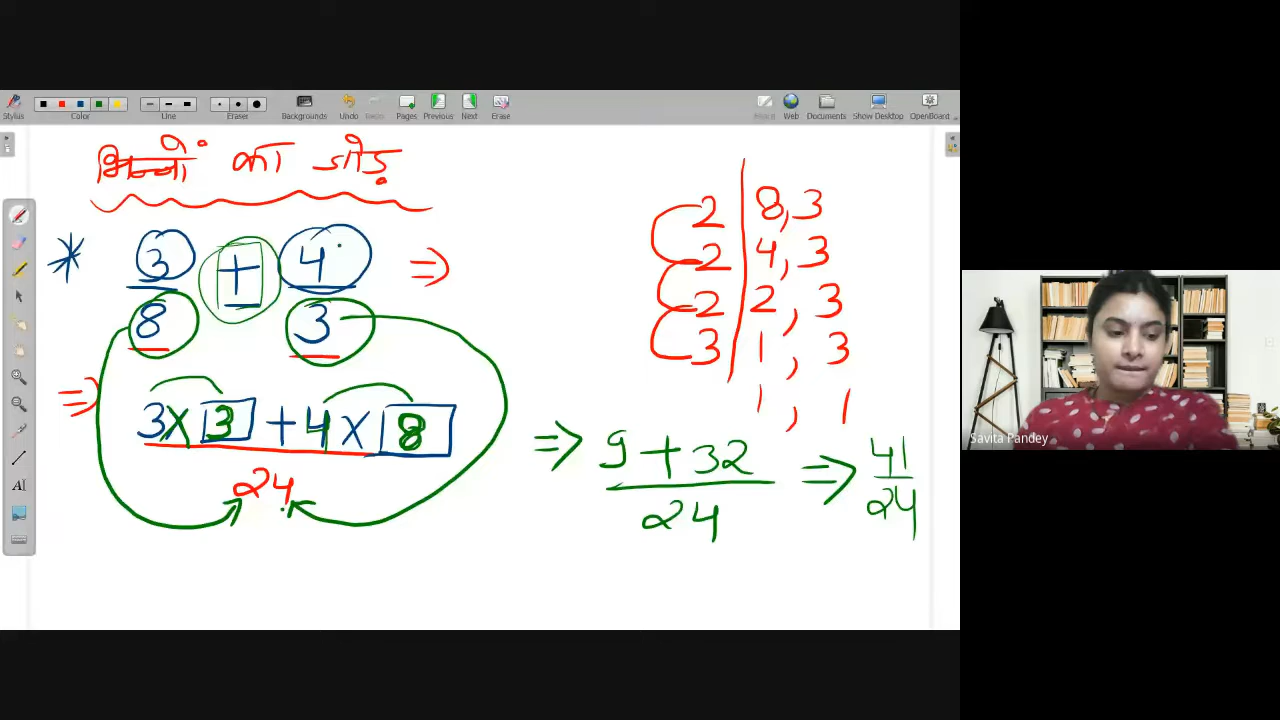 Stylus
Color
Line
Eraser
Backgrounds
Undo
Redo
Pages
Previous
Next
Erase
Web
Documents
Show Desktop
OpenBoard
भिन्नों का जोड़
* 3/8 + 4/3 ⇒
⇒ 3 x 3 + 4 x 8
24
⇒ 9 + 32 / 24 ⇒ 41/24
2 | 8, 3
2 | 4, 3
2 | 2, 3
3 | 1, 3
1, 1
Savita Pandey